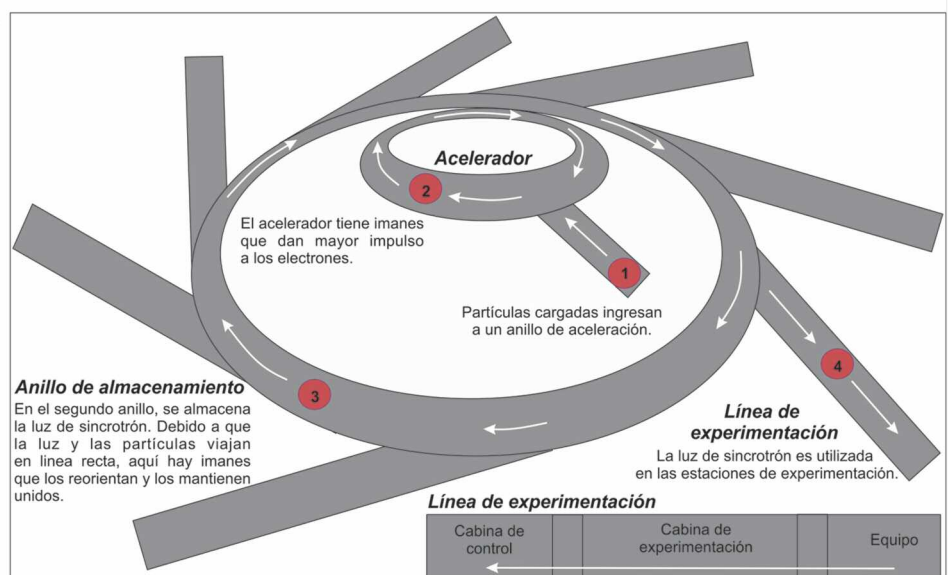 Acelerador
2
El acelerador tiene imanes
que dan mayor impulso
a los electrones.
1
Partículas cargadas ingresan
a un anillo de aceleración.
4
3
Anillo de almacenamiento
En el segundo anillo, se almacena
la luz de sincrotrón. Debido a que
la luz y las partículas viajan
en linea recta, aquí hay imanes
que los reorientan y los mantienen
unidos.
Línea de
experimentación
La luz de sincrotrón es utilizada
en las estaciones de experimentación.
Línea de experimentación
Cabina de
control
Cabina de
experimentación
Equipo